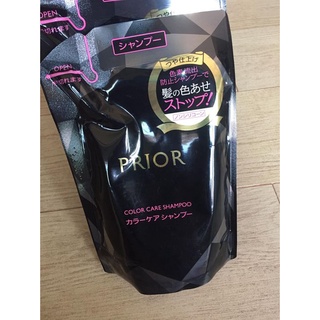 OPEN
シャンプー
OPEN
つや仕上げ
色素流出
防止シャンプーで
髪の色あせ
ストップ!
PRIOR
COLOR CARE SHAMPOO
カラーケア シャンプー